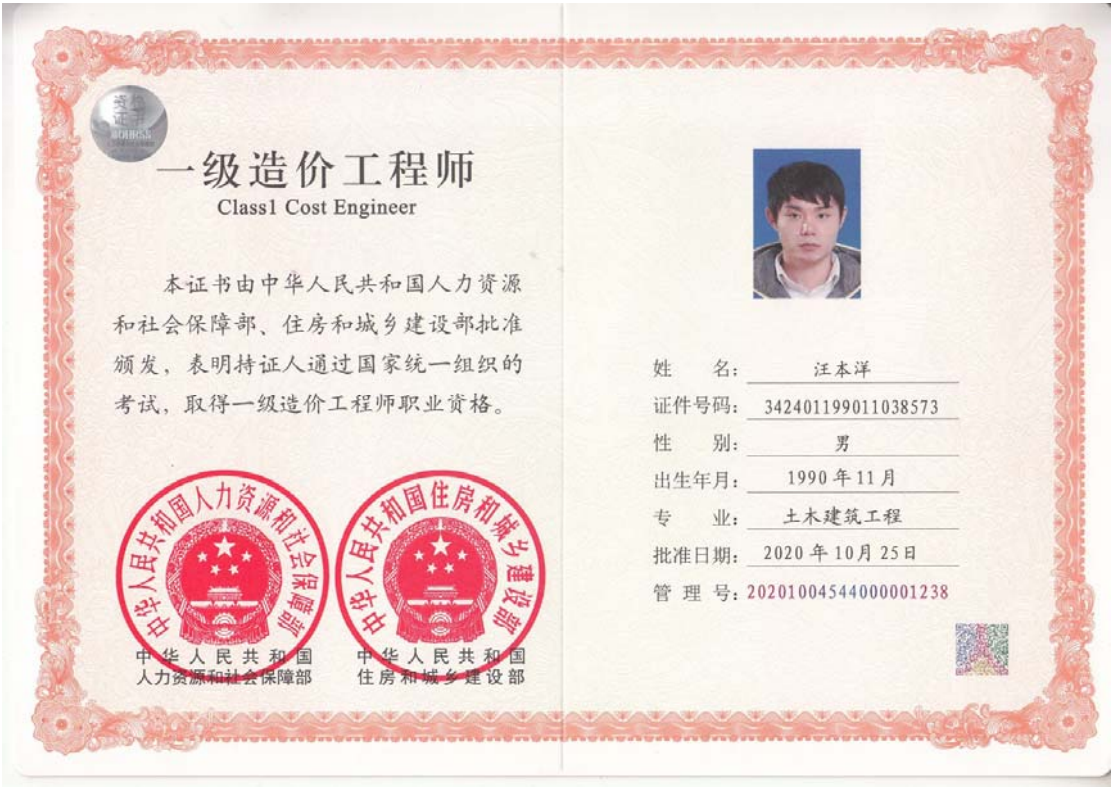 资格
证书
MOHRSS
一级造价工程师
Class1 Cost Engineer
本证书由中华人民共和国人力资源
和社会保障部、住房和城乡建设部批准
颁发，表明持证人通过国家统一组织的
考试，取得一级造价工程师职业资格。
中华人民共和国人力资源和社会保障部
中华人民共和国住房和城乡建设部
中华人民共和国
人力资源和社会保障部
中华人民共和国
住房和城乡建设部
姓 名：汪本洋
证件号码：342401199011038573
性 别：男
出生年月：1990年11月
专 业：土木建筑工程
批准日期：2020年10月25日
管 理 号：20201004544000001238